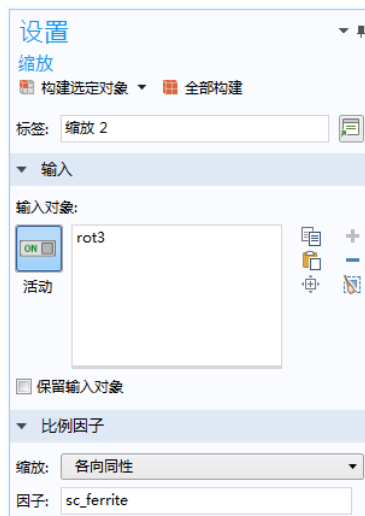 设置
缩放
构建选定对象 全部构建
标签: 缩放 2
输入
输入对象:
ON
rot3
活动
保留输入对象
比例因子
缩放: 各向同性
因子: sc_ferrite